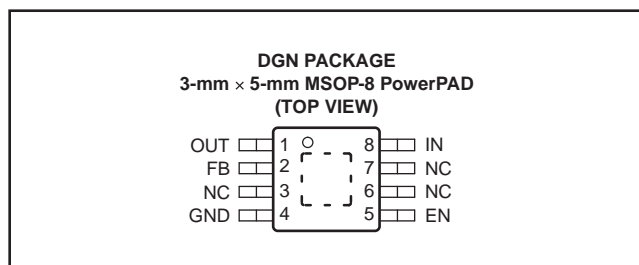 DGN PACKAGE
3-mm × 5-mm MSOP-8 PowerPAD
(TOP VIEW)
OUT 1 8 IN
FB 2 7 NC
NC 3 6 NC
GND 4 5 EN